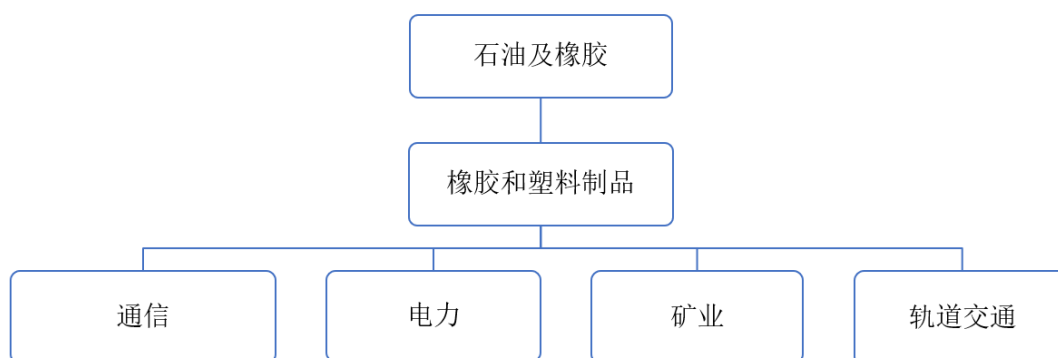 石油及橡胶
橡胶和塑料制品
通信
电力
矿业
轨道交通